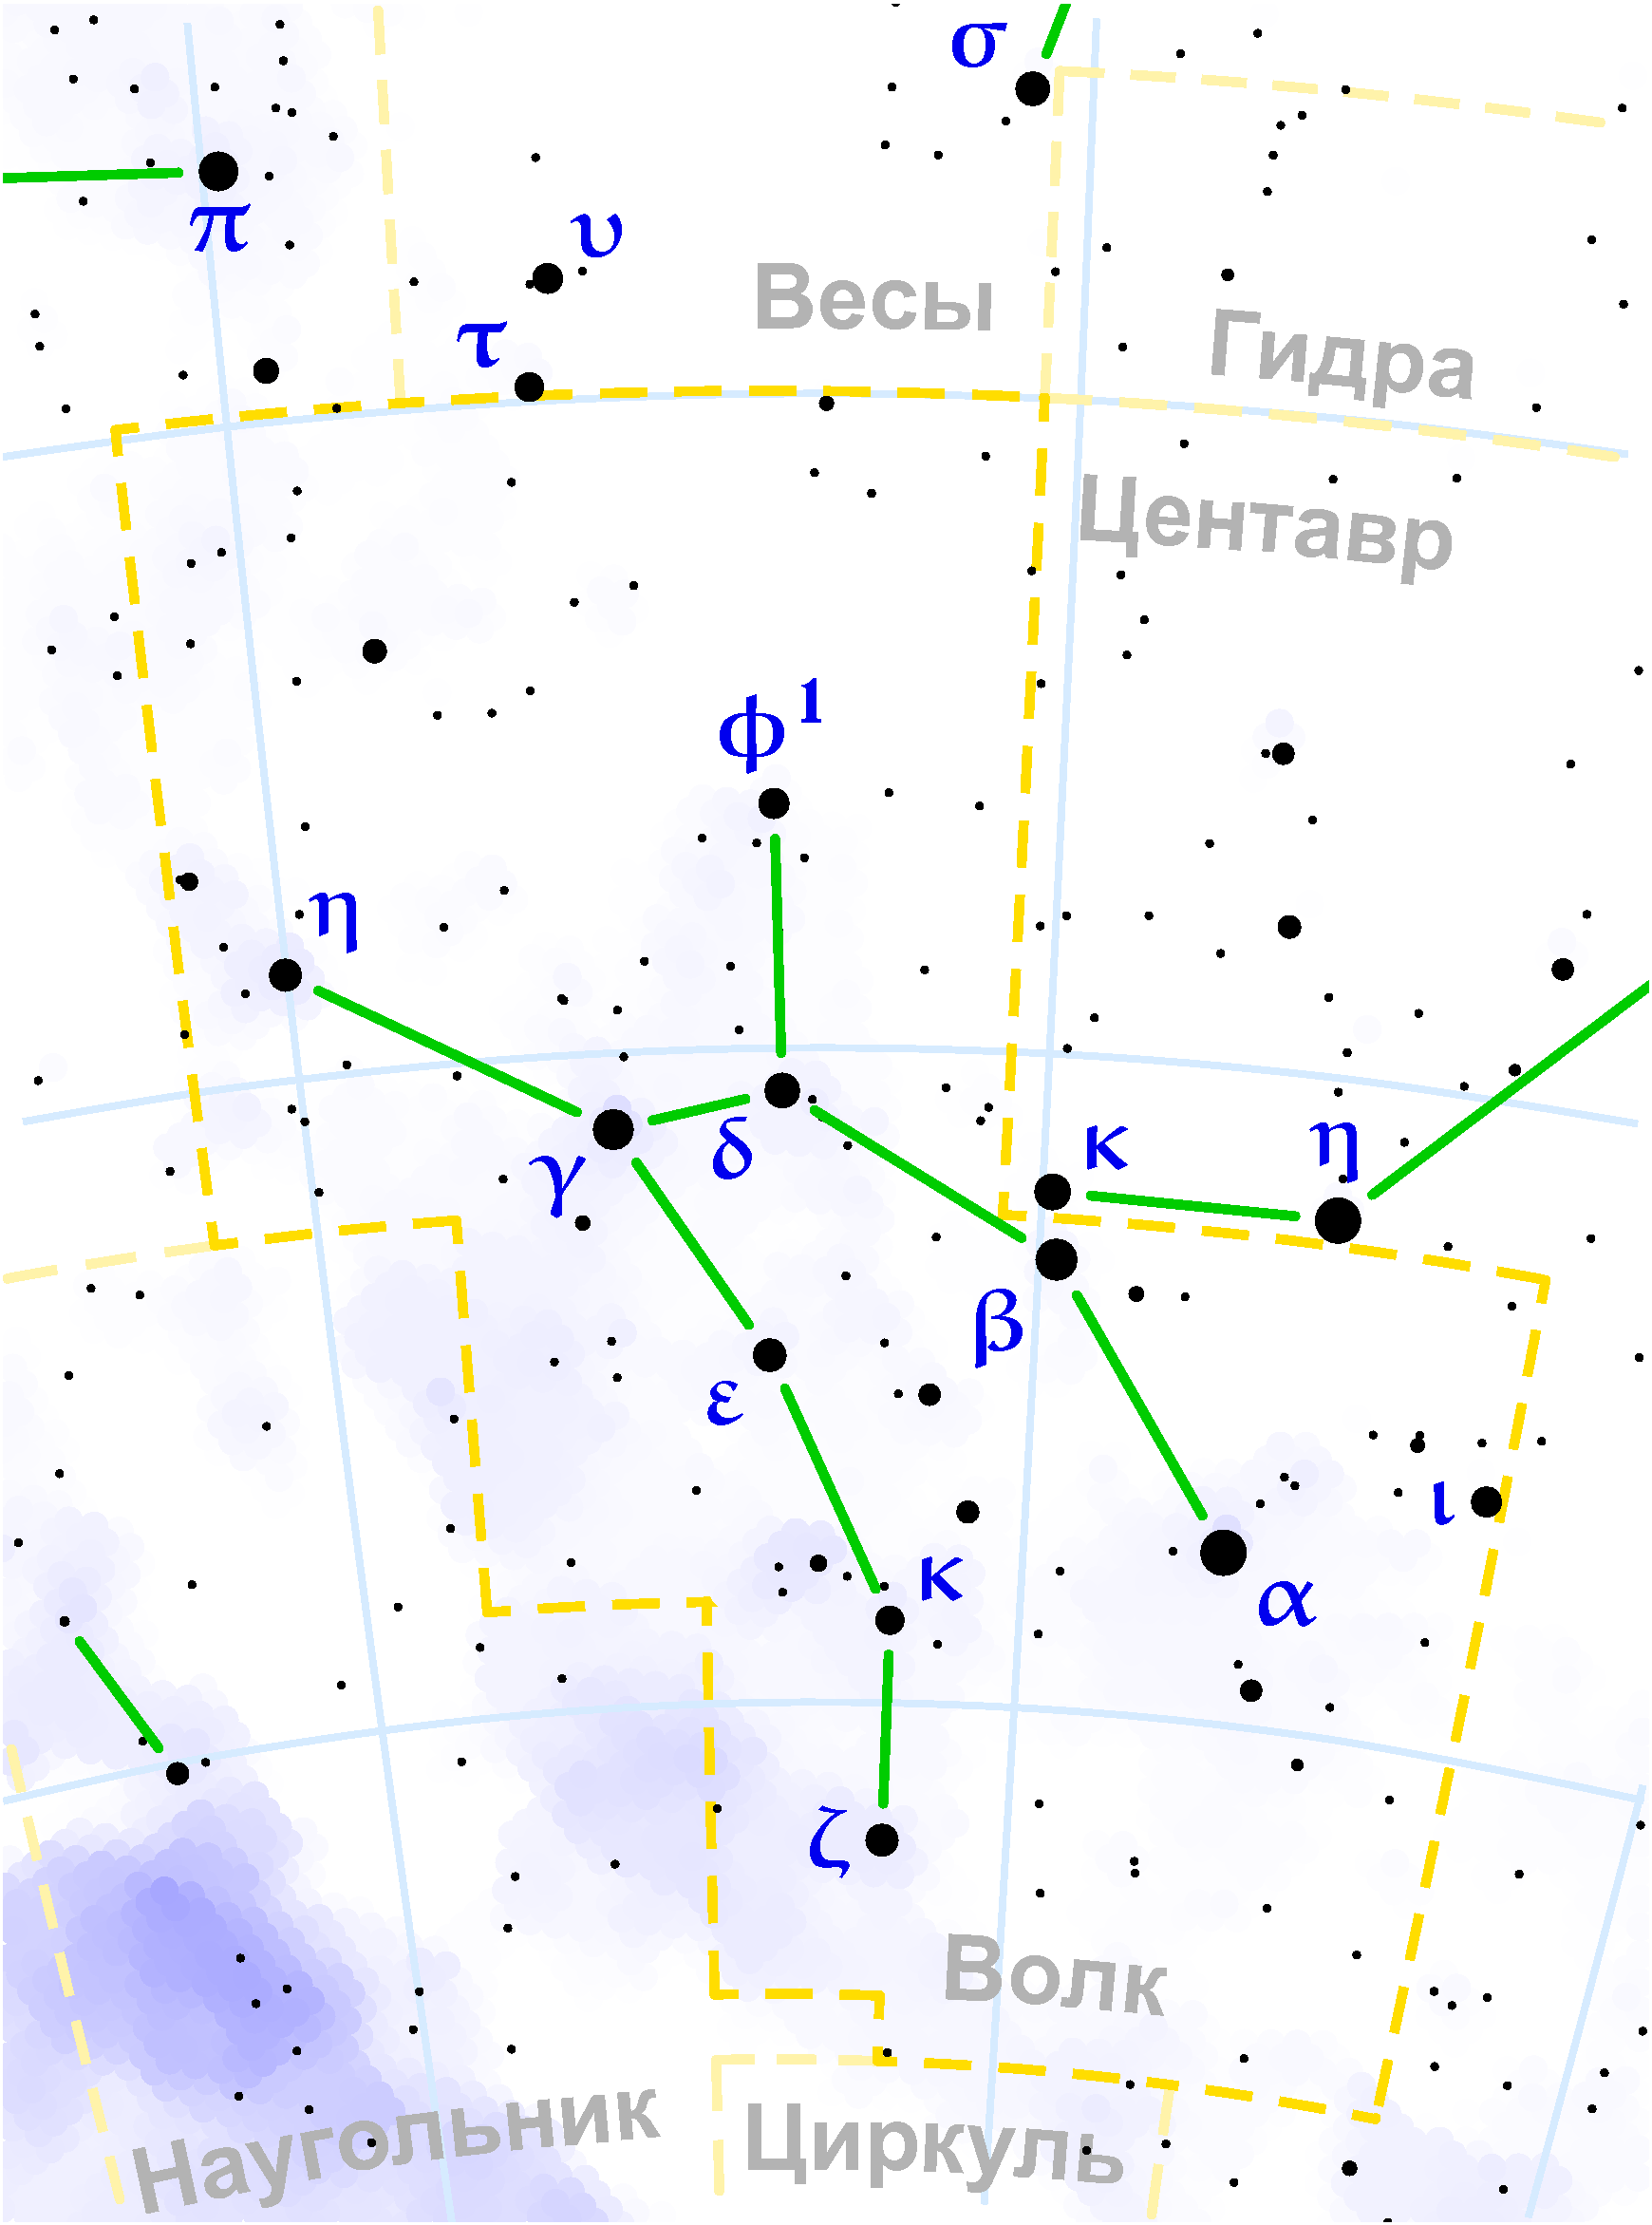 σ
π
υ
Весы
τ
Гидра
Центавр
ϕ¹
η
κ
η
δ
γ
β
ε
ι
κ
α
ζ
Волк
Наугольник
Циркуль